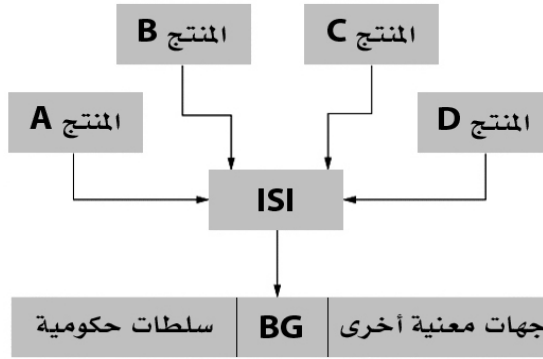 المنتج B
المنتج C
المنتج A
المنتج D
ISI
سلطات حكومية
BG
جهات معنية أخرى